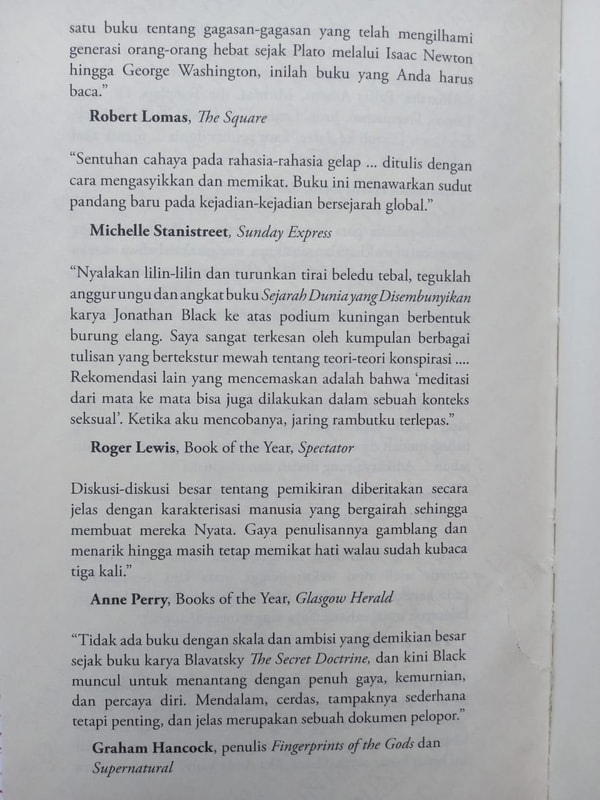 satu buku tentang gagasan-gagasan yang telah mengilhami
generasi orang-orang hebat sejak Plato melalui Isaac Newton
hingga George Washington, inilah buku yang Anda harus
baca.”
Robert Lomas, The Square
“Sentuhan cahaya pada rahasia-rahasia gelap ... ditulis dengan
cara mengasyikkan dan memikat. Buku ini menawarkan sudut
pandang baru pada kejadian-kejadian bersejarah global.”
Michelle Stanistreet, Sunday Express
“Nyalakan lilin-lilin dan turunkan tirai beledu tebal, teguklah
anggur ungu dan angkat buku Sejarah Dunia yang Disembunyikan
karya Jonathan Black ke atas podium kuningan berbentuk
burung elang. Saya sangat terkesan oleh kumpulan berbagai
tulisan yang bertekstur mewah tentang teori-teori konspirasi ....
Rekomendasi lain yang mencemaskan adalah bahwa ‘meditasi
dari mata ke mata bisa juga dilakukan dalam sebuah konteks
seksual’. Ketika aku mencobanya, jaring rambutku terlepas.”
Roger Lewis, Book of the Year, Spectator
Diskusi-diskusi besar tentang pemikiran diberitakan secara
jelas dengan karakterisasi manusia yang bergairah sehingga
membuat mereka Nyata. Gaya penulisannya gamblang dan
menarik hingga masih tetap memikat hati walau sudah kubaca
tiga kali.”
Anne Perry, Books of the Year, Glasgow Herald
“Tidak ada buku dengan skala dan ambisi yang demikian besar
sejak buku karya Blavatsky The Secret Doctrine, dan kini Black
muncul untuk menantang dengan penuh gaya, kemurnian,
dan percaya diri. Mendalam, cerdas, tampaknya sederhana
tetapi penting, dan jelas merupakan sebuah dokumen pelopor.”
Graham Hancock, penulis Fingerprints of the Gods dan
Supernatural